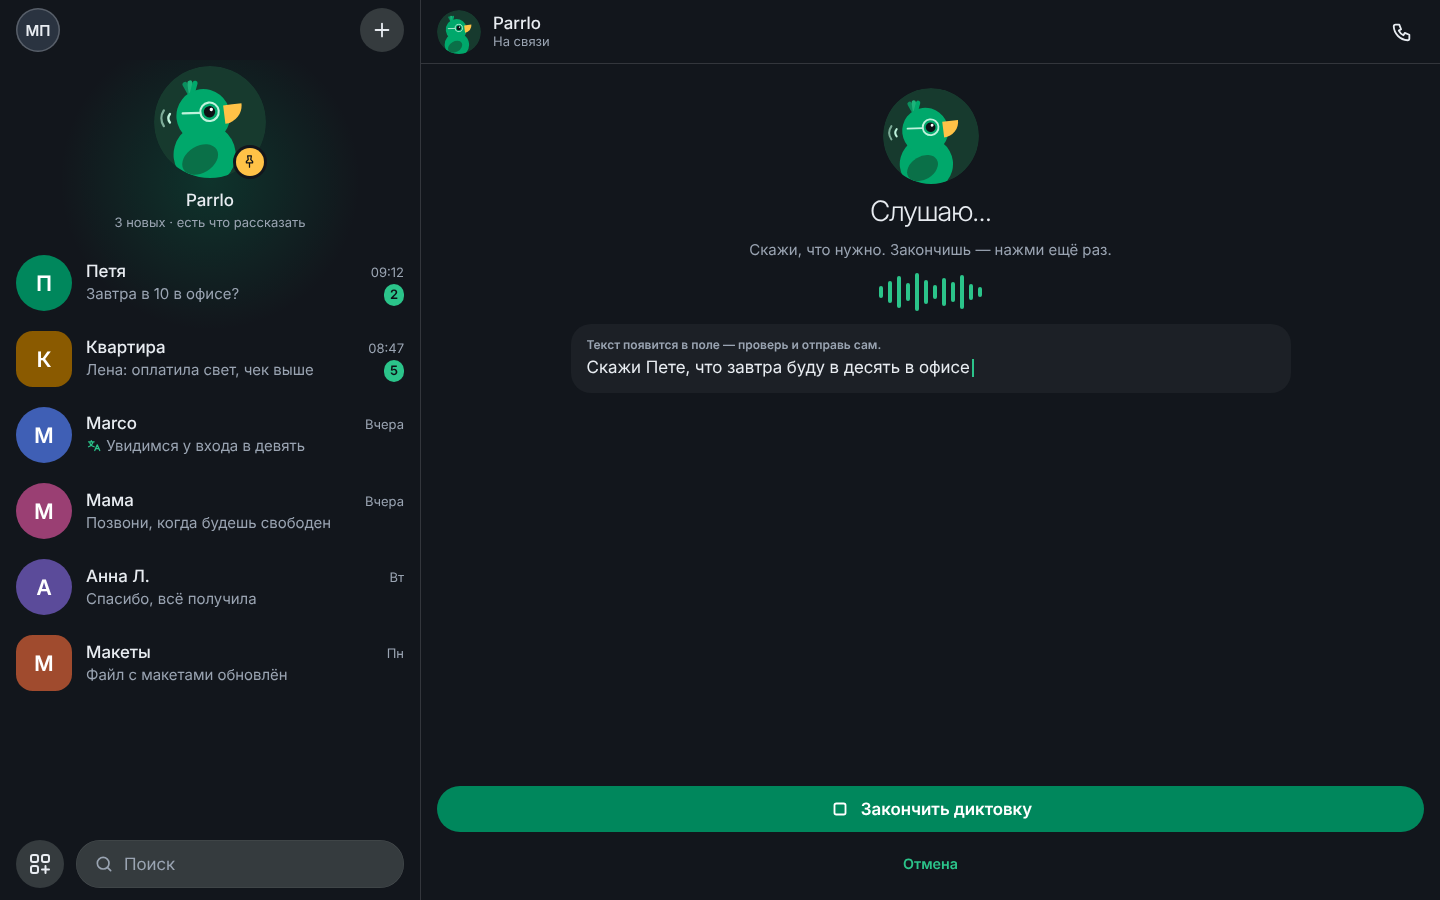 МП
Parrlo
3 новых · есть что рассказать
Петя
09:12
Завтра в 10 в офисе?
2
П
Квартира
08:47
Лена: оплатила свет, чек выше
5
К
Marco
Вчера
Увидимся у входа в девять
M
Мама
Вчера
Позвони, когда будешь свободен
М
Анна Л.
Вт
Спасибо, всё получила
А
Макеты
Пн
Файл с макетами обновлён
М
Поиск
Parrlo
На связи
Слушаю...
Скажи, что нужно. Закончишь — нажми ещё раз.
Текст появится в поле — проверь и отправь сам.
Скажи Пете, что завтра буду в десять в офисе
Закончить диктовку
Отмена